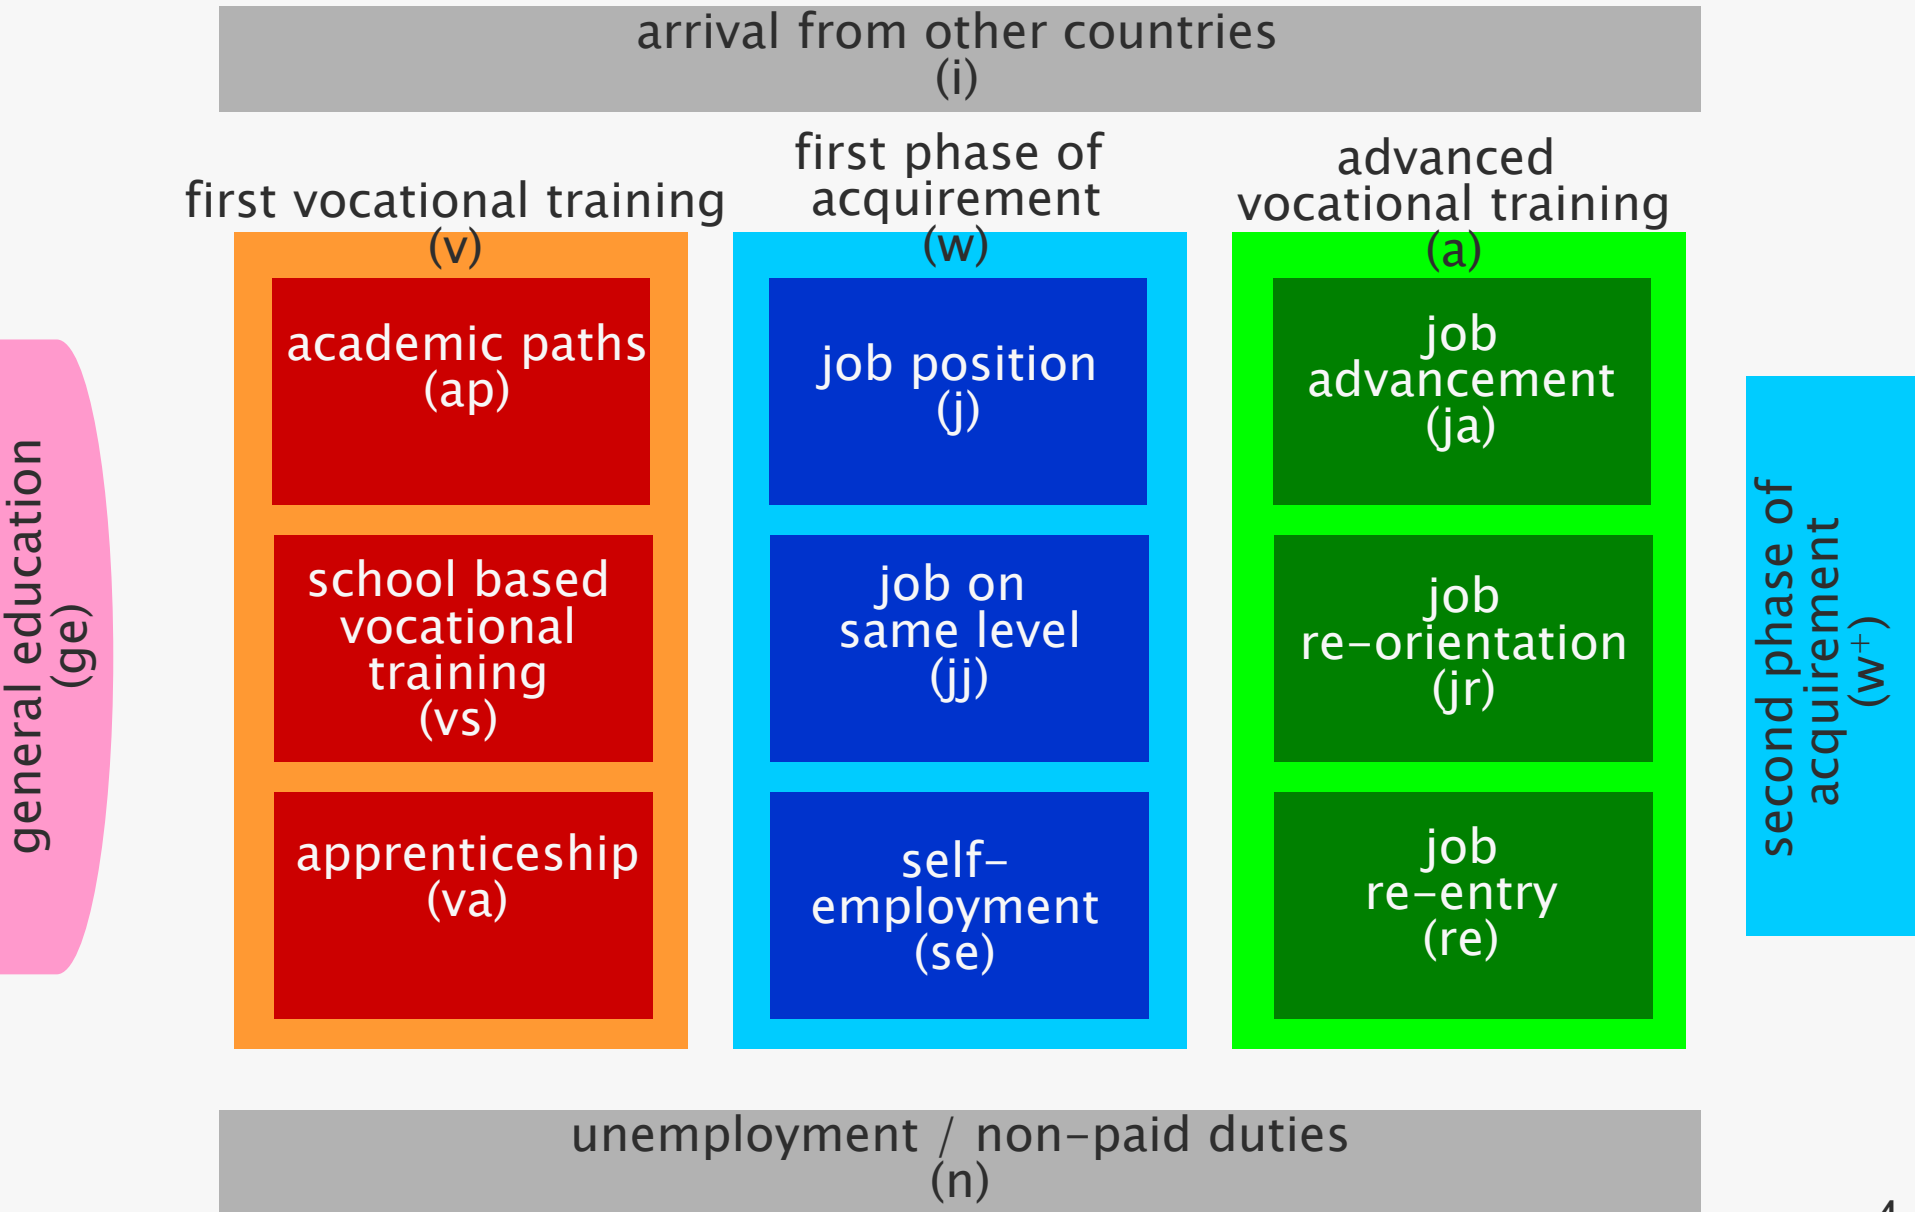 arrival from other countries
(i)
general education
(ge)
first vocational training
(v)
academic paths
(ap)
school based
vocational
training
(vs)
apprenticeship
(va)
first phase of
acquirement
(w)
job position
(j)
job on
same level
(jj)
self-
employment
(se)
advanced
vocational training
(a)
job
advancement
(ja)
job
re-orientation
(jr)
job
re-entry
(re)
second phase of
acquirement
(w⁺)
unemployment / non-paid duties
(n)